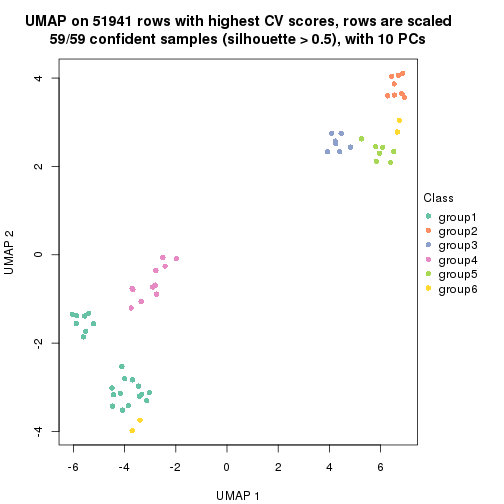 UMAP on 51941 rows with highest CV scores, rows are scaled
59/59 confident samples (silhouette > 0.5), with 10 PCs
4
2
0
-2
-4
UMAP 2
-6
-4
-2
0
2
4
6
UMAP 1
Class
group1
group2
group3
group4
group5
group6